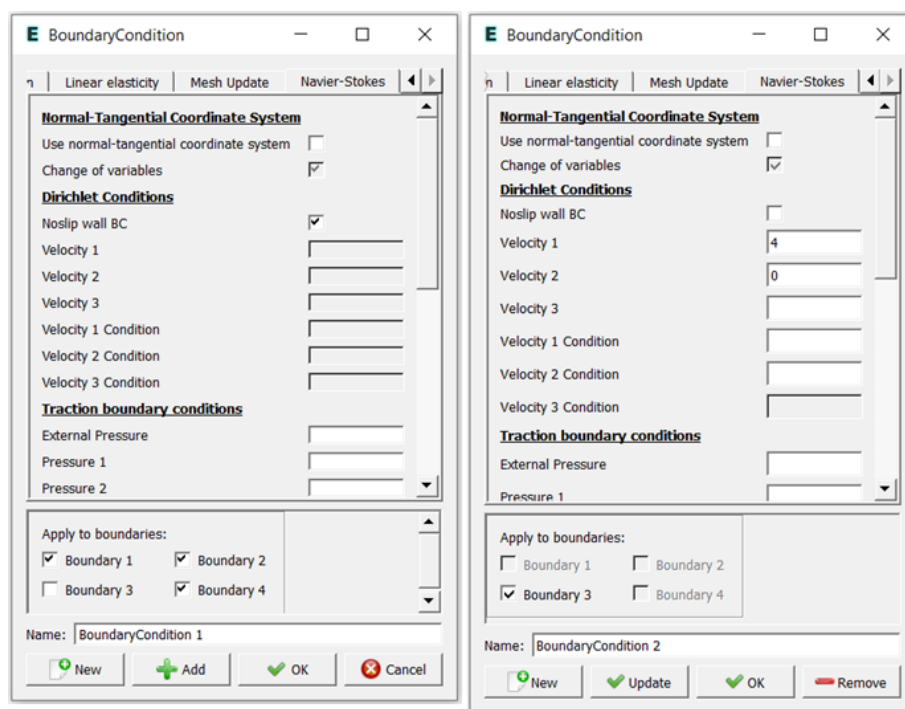 E BoundaryCondition
n Linear elasticity Mesh Update Navier-Stokes
Normal-Tangential Coordinate System
Use normal-tangential coordinate system
Change of variables
Dirichlet Conditions
Noslip wall BC
Velocity 1
Velocity 2
Velocity 3
Velocity 1 Condition
Velocity 2 Condition
Velocity 3 Condition
Traction boundary conditions
External Pressure
Pressure 1
Pressure 2
Apply to boundaries:
Boundary 1 Boundary 2
Boundary 3 Boundary 4
Name: BoundaryCondition 1
New Add OK Cancel
E BoundaryCondition
Linear elasticity Mesh Update Navier-Stokes
Normal-Tangential Coordinate System
Use normal-tangential coordinate system
Change of variables
Dirichlet Conditions
Noslip wall BC
Velocity 1 4
Velocity 2 0
Velocity 3
Velocity 1 Condition
Velocity 2 Condition
Velocity 3 Condition
Traction boundary conditions
External Pressure
Pressure 1
Apply to boundaries:
Boundary 1 Boundary 2
Boundary 3 Boundary 4
Name: BoundaryCondition 2
New Update OK Remove